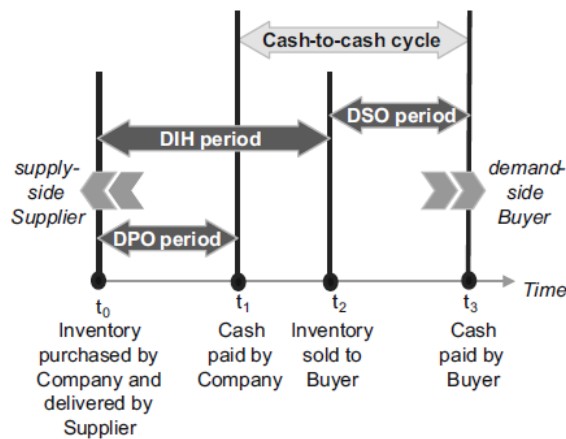 Cash-to-cash cycle
DSO period
DIH period
supply-
side
Supplier
demand-
side
Buyer
DPO period
Time
t0
Inventory
purchased by
Company and
delivered by
Supplier
t1
Cash
paid by
Company
t2
Inventory
sold to
Buyer
t3
Cash
paid by
Buyer